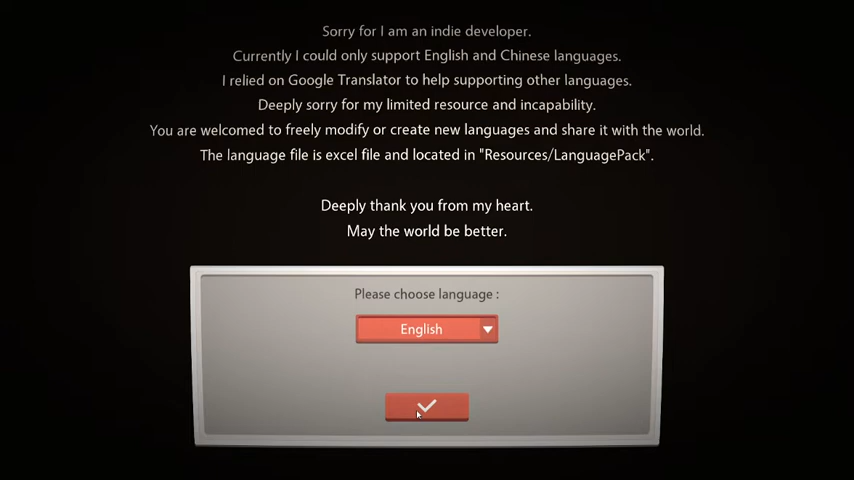 Sorry for I am an indie developer.
Currently I could only support English and Chinese languages.
I relied on Google Translator to help supporting other languages.
Deeply sorry for my limited resource and incapability.
You are welcomed to freely modify or create new languages and share it with the world.
The language file is excel file and located in "Resources/LanguagePack".
Deeply thank you from my heart.
May the world be better.
Please choose language :
English